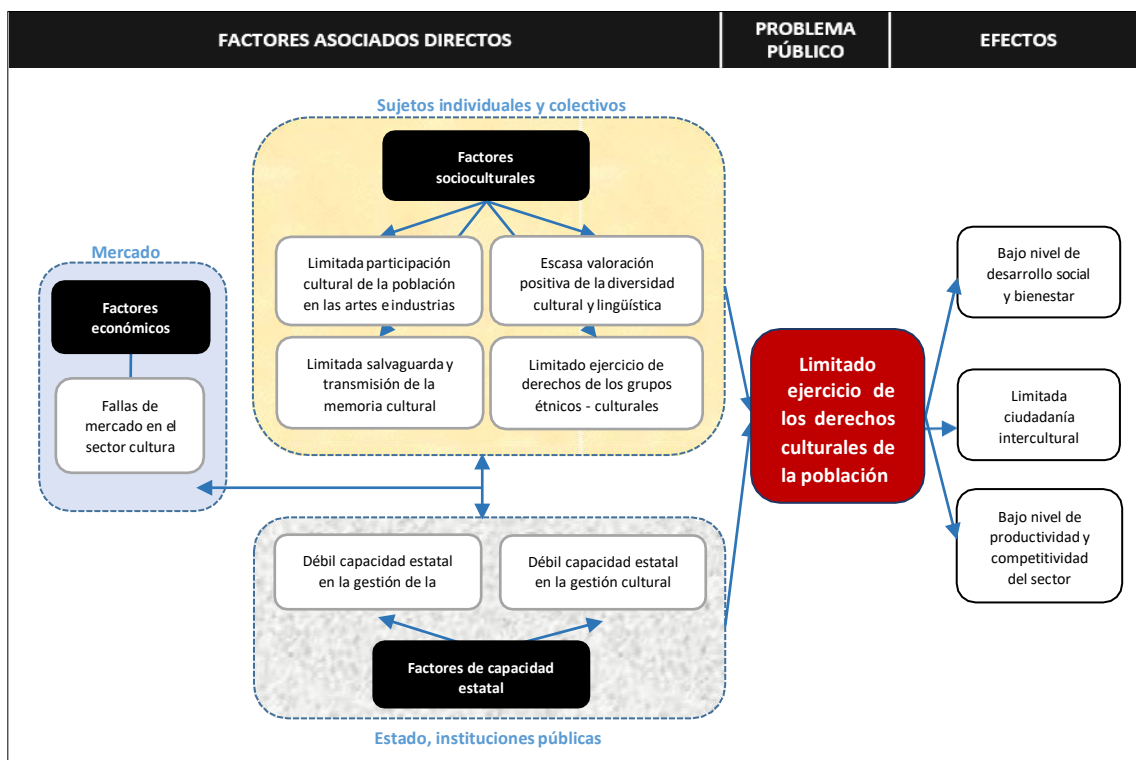 FACTORES ASOCIADOS DIRECTOS
PROBLEMA
PÚBLICO
EFECTOS
Sujetos individuales y colectivos
Factores
socioculturales
Limitada participación
cultural de la población
en las artes e industrias
Escasa valoración
positiva de la diversidad
cultural y lingüística
Limitada salvaguarda y
transmisión de la
memoria cultural
Limitado ejercicio de
derechos de los grupos
étnicos - culturales
Mercado
Factores
económicos
Fallas de
mercado en el
sector cultura
Débil capacidad estatal
en la gestión de la
Débil capacidad estatal
en la gestión cultural
Factores de capacidad
estatal
Estado, instituciones públicas
Limitado
ejercicio de
los derechos
culturales de
la población
Bajo nivel de
desarrollo social
y bienestar
Limitada
ciudadanía
intercultural
Bajo nivel de
productividad y
competitividad
del sector